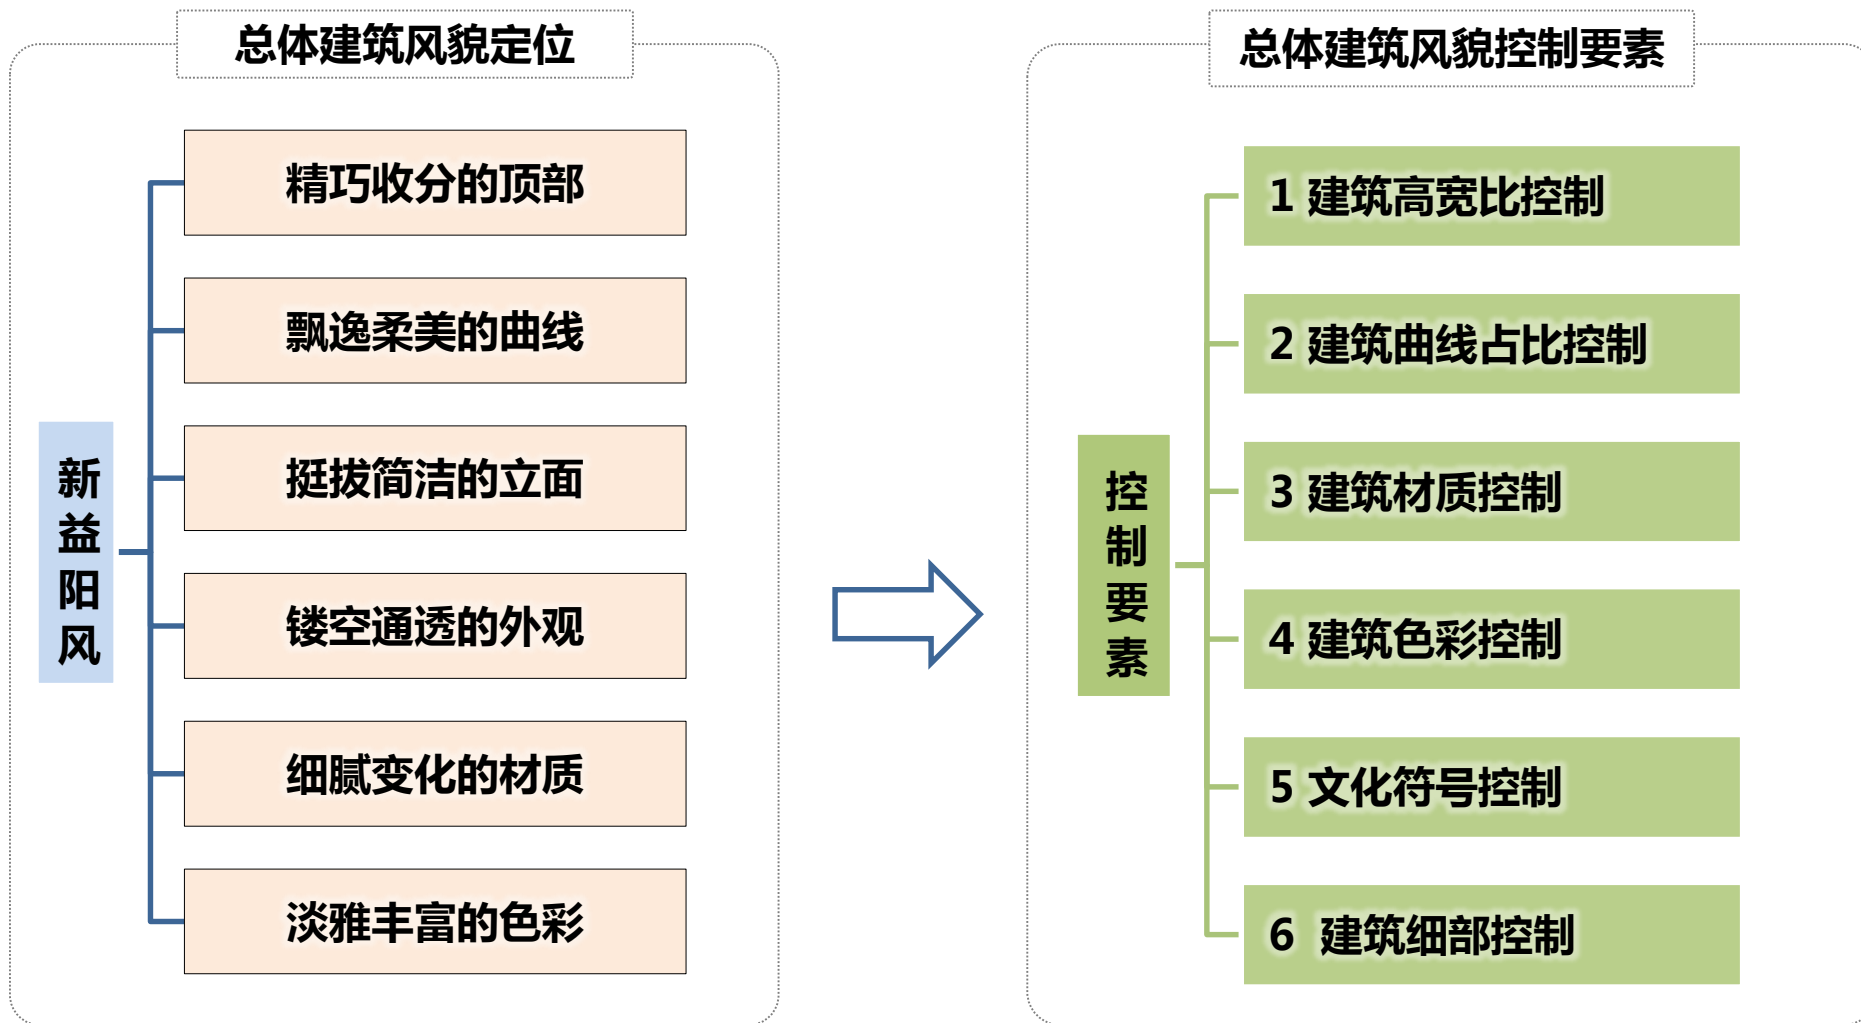 总体建筑风貌定位
精巧收分的顶部
飘逸柔美的曲线
挺拔简洁的立面
镂空通透的外观
细腻变化的材质
淡雅丰富的色彩
新益阳风
总体建筑风貌控制要素
1 建筑高宽比控制
2 建筑曲线占比控制
3 建筑材质控制
4 建筑色彩控制
5 文化符号控制
6 建筑细部控制
控制要素